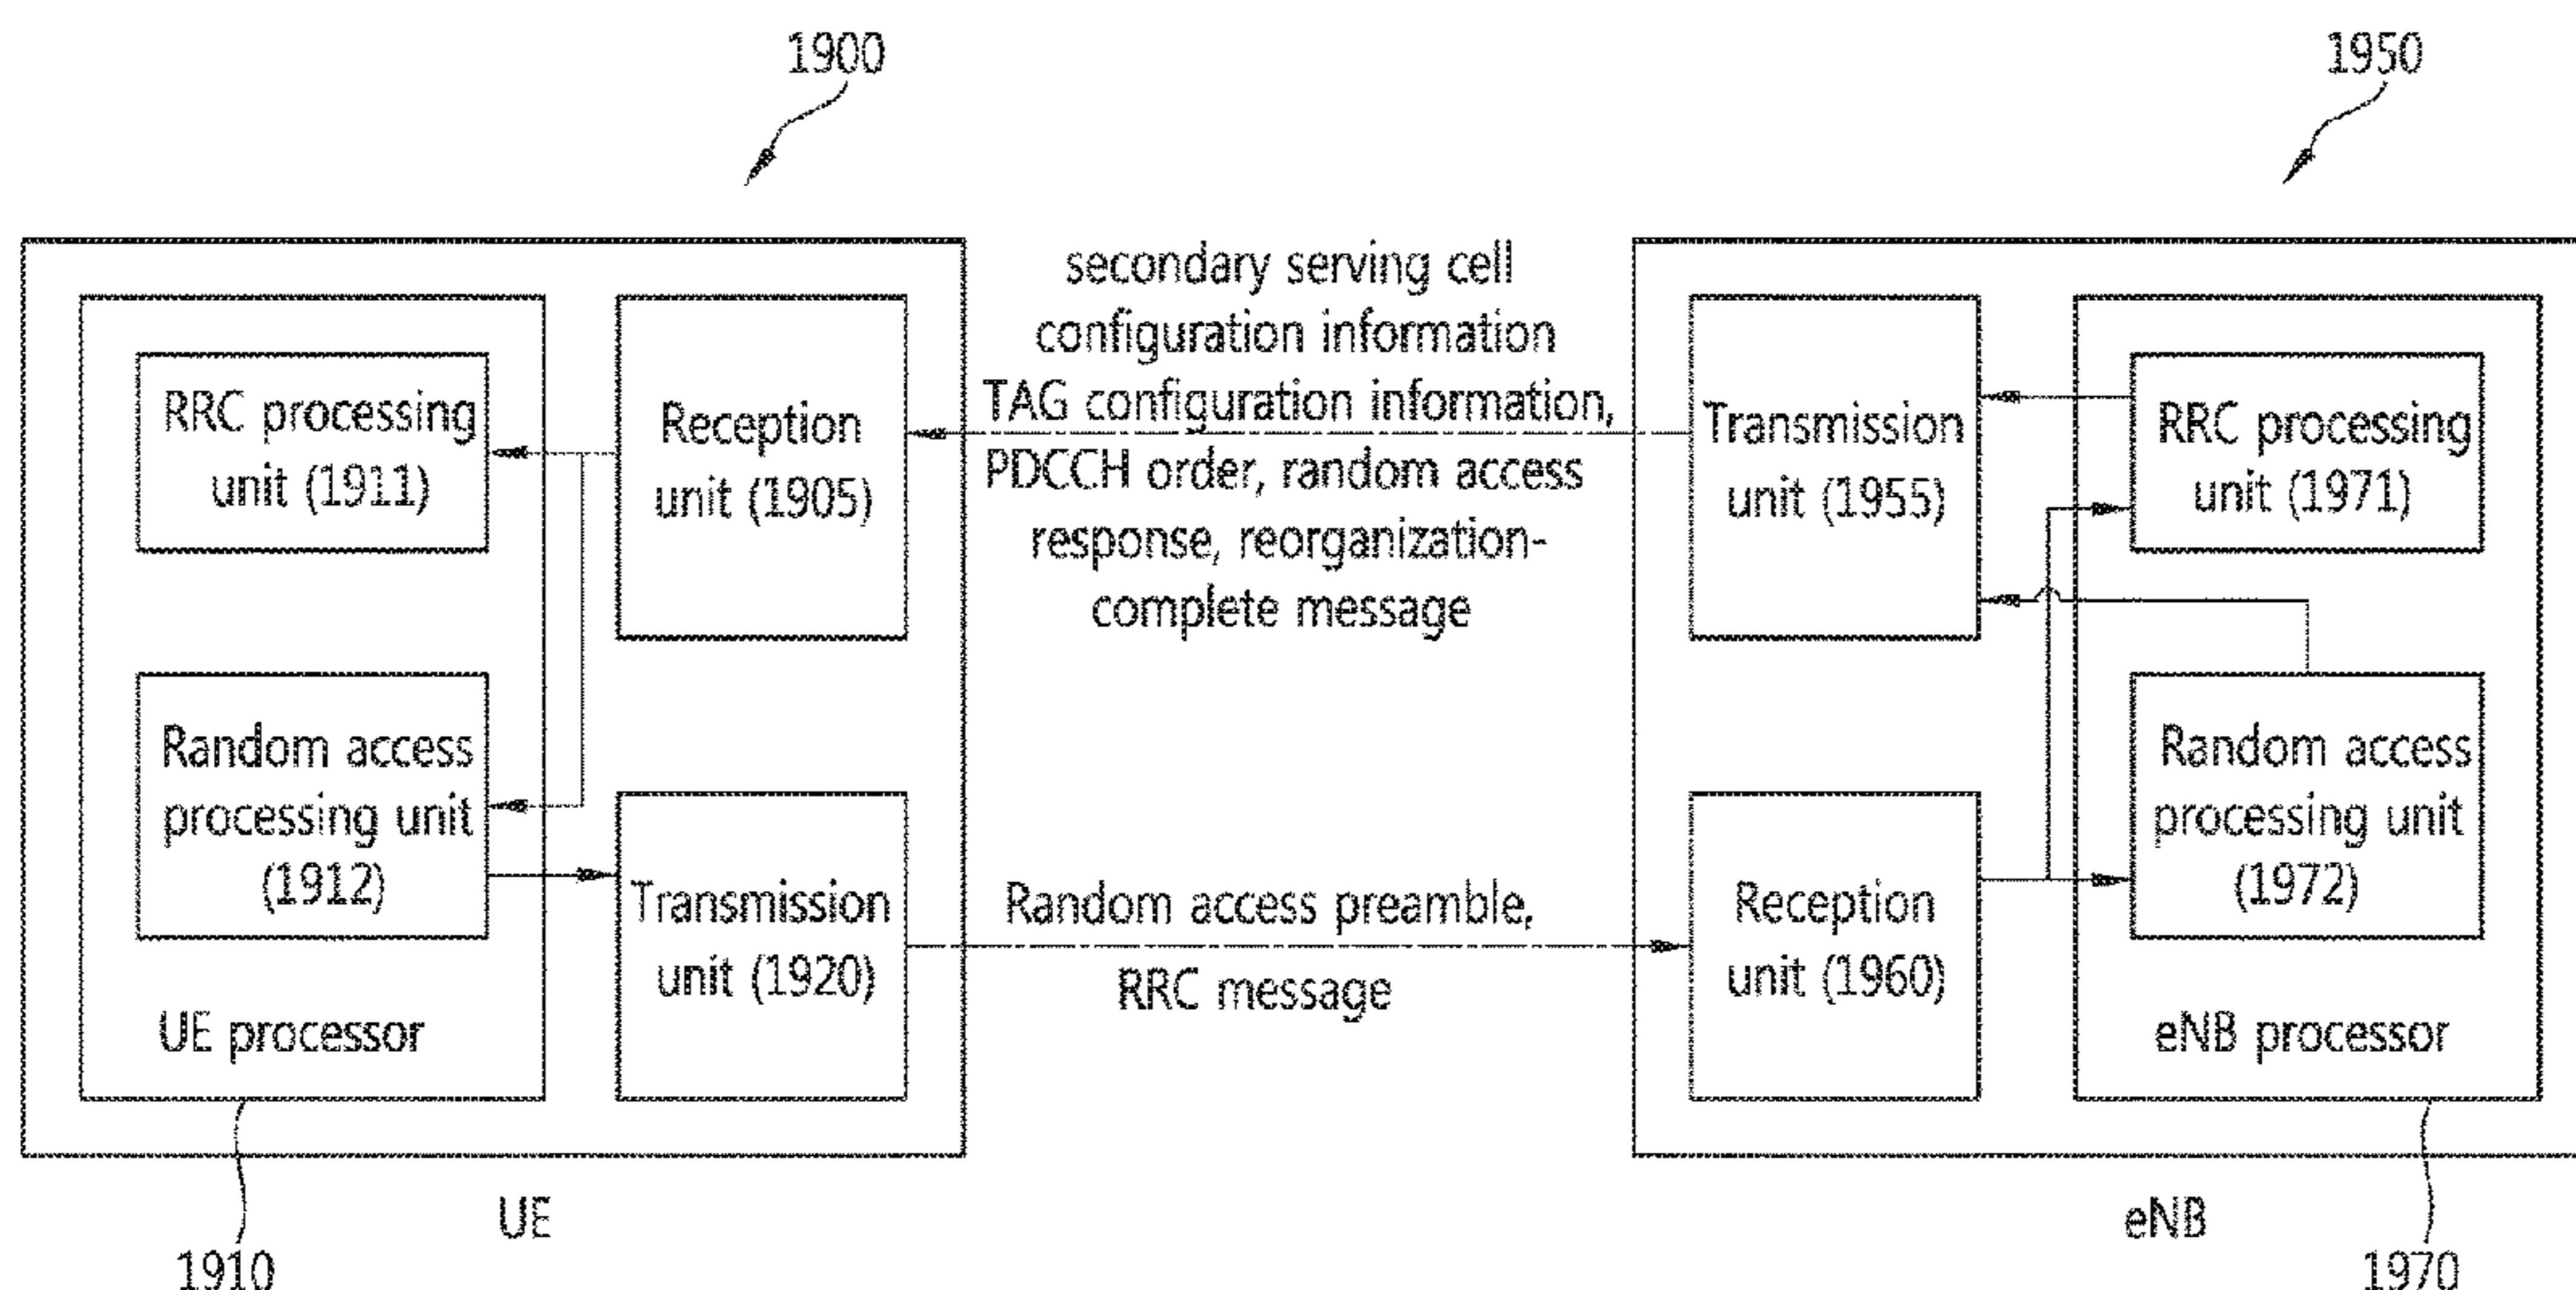 1900
1950
RRC processing
unit (1911)
Reception
unit (1905)
Random access
processing unit
(1912)
Transmission
unit (1920)
UE processor
UE
1910
secondary serving cell
configuration information
TAG configuration information,
PDCCH order, random access
response, reorganization-
complete message
Random access preamble,
RRC message
Transmission
unit (1955)
RRC processing
unit (1971)
Random access
processing unit
(1972)
Reception
unit (1960)
eNB processor
eNB
1970